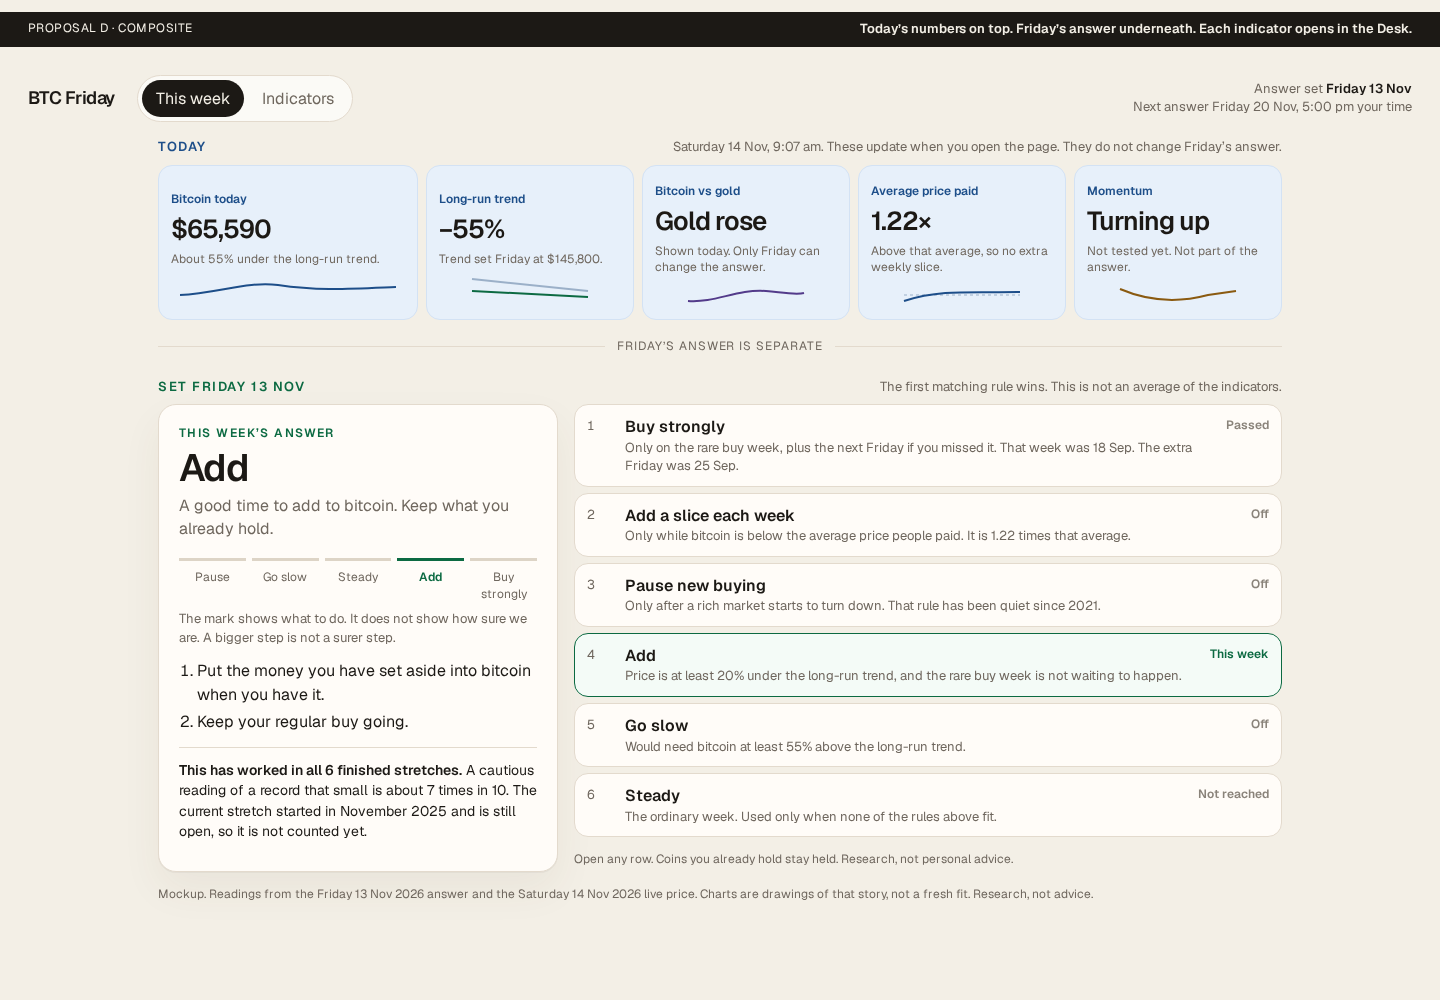 PROPOSAL D · COMPOSITE
Today's numbers on top. Friday's answer underneath. Each indicator opens in the Desk.
BTC Friday
This week
Indicators
Answer set Friday 13 Nov
Next answer Friday 20 Nov, 5:00 pm your time
TODAY
Saturday 14 Nov, 9:07 am. These update when you open the page. They do not change Friday's answer.
Bitcoin today
$65,590
About 55% under the long-run trend.
Long-run trend
−55%
Trend set Friday at $145,800.
Bitcoin vs gold
Gold rose
Shown today. Only Friday can
change the answer.
Average price paid
1.22×
Above that average, so no extra
weekly slice.
Momentum
Turning up
Not tested yet. Not part of the
answer.
FRIDAY'S ANSWER IS SEPARATE
SET FRIDAY 13 NOV
The first matching rule wins. This is not an average of the indicators.
THIS WEEK'S ANSWER
Add
A good time to add to bitcoin. Keep what you
already hold.
Pause
Go slow
Steady
Add
Buy
strongly
The mark shows what to do. It does not show how sure we
are. A bigger step is not a surer step.
1. Put the money you have set aside into bitcoin
when you have it.
2. Keep your regular buy going.
This has worked in all 6 finished stretches. A cautious
reading of a record that small is about 7 times in 10. The
current stretch started in November 2025 and is still
open, so it is not counted yet.
1
Buy strongly
Passed
Only on the rare buy week, plus the next Friday if you missed it. That week was 18 Sep. The extra
Friday was 25 Sep.
2
Add a slice each week
Off
Only while bitcoin is below the average price people paid. It is 1.22 times that average.
3
Pause new buying
Off
Only after a rich market starts to turn down. That rule has been quiet since 2021.
4
Add
This week
Price is at least 20% under the long-run trend, and the rare buy week is not waiting to happen.
5
Go slow
Off
Would need bitcoin at least 55% above the long-run trend.
6
Steady
Not reached
The ordinary week. Used only when none of the rules above fit.
Open any row. Coins you already hold stay held. Research, not personal advice.
Mockup. Readings from the Friday 13 Nov 2026 answer and the Saturday 14 Nov 2026 live price. Charts are drawings of that story, not a fresh fit. Research, not advice.